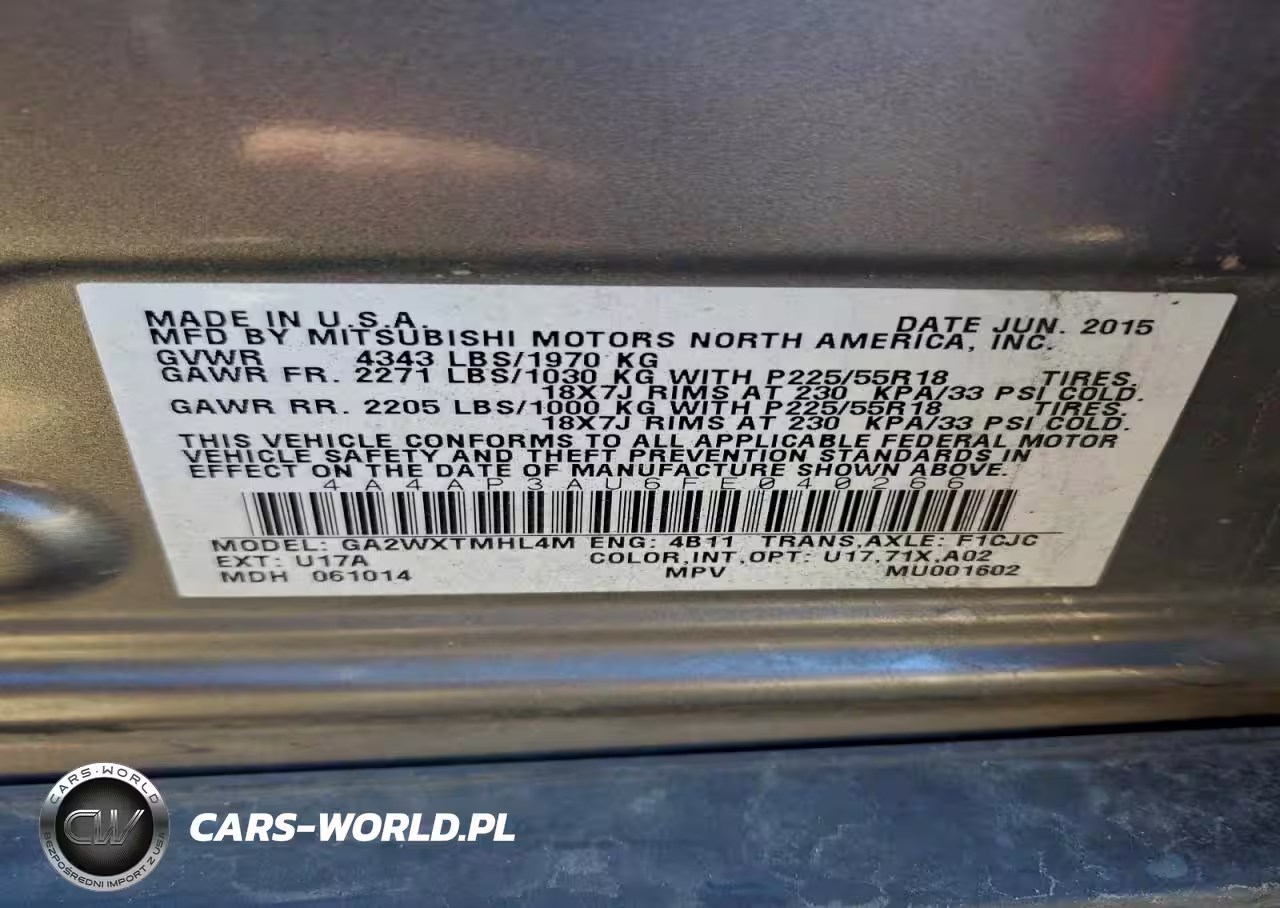 MADE IN U.S.A. DATE JUN. 2015
MFD BY MITSUBISHI MOTORS NORTH AMERICA, INC.
GVWR 4343 LBS/1970 KG
GAWR FR. 2271 LBS/1030 KG WITH P225/55R18 TIRES.
18X7J RIMS AT 230 KPA/33 PSI COLD.
GAWR RR. 2205 LBS/1000 KG WITH P225/55R18 TIRES.
18X7J RIMS AT 230 KPA/33 PSI COLD.
THIS VEHICLE CONFORMS TO ALL APPLICABLE FEDERAL MOTOR
VEHICLE SAFETY AND THEFT PREVENTION STANDARDS IN
EFFECT ON THE DATE OF MANUFACTURE SHOWN ABOVE.
4A4AP3AU6FE040266
MODEL: GA2WXTMHL4M ENG: 4B11 TRANS,AXLE: F1CJC
EXT: U17A COLOR,INT,OPT: U17,71X,A02
MDH 061014 MPV MU001602
CARS-WORLD
CW
BEZPOŚREDNI IMPORT Z USA
CARS-WORLD.PL